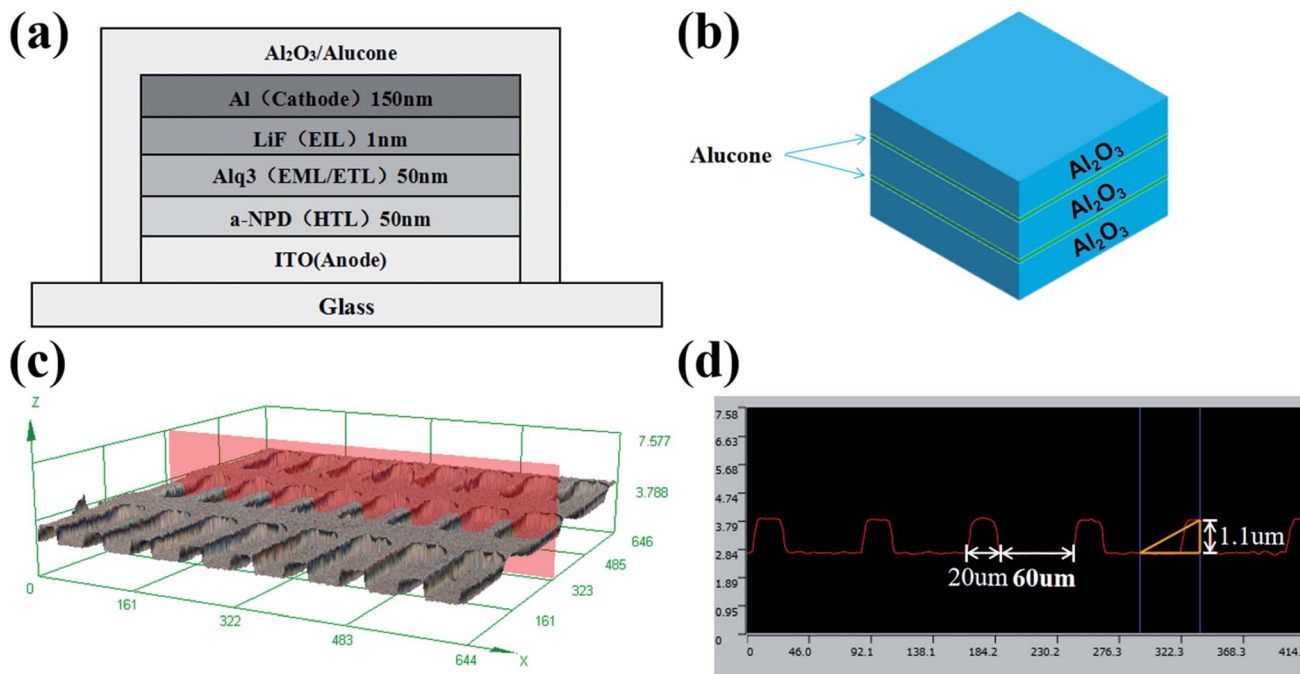 (a)
Al₂O₃/Alucone
Al（Cathode）150nm
LiF（EIL）1nm
Alq3（EML/ETL）50nm
a-NPD（HTL）50nm
ITO(Anode)
Glass
(b)
Alucone
Al₂O₃
Al₂O₃
Al₂O₃
(c)
Z
7.577
3.788
646
485
323
161
0
161
322
483
644
X
(d)
7.58
6.63
5.68
4.74
3.79
2.84
1.89
0.95
0
1.1um
20um
60um
0 46.0 92.1 138.1 184.2 230.2 276.3 322.3 368.3 414.